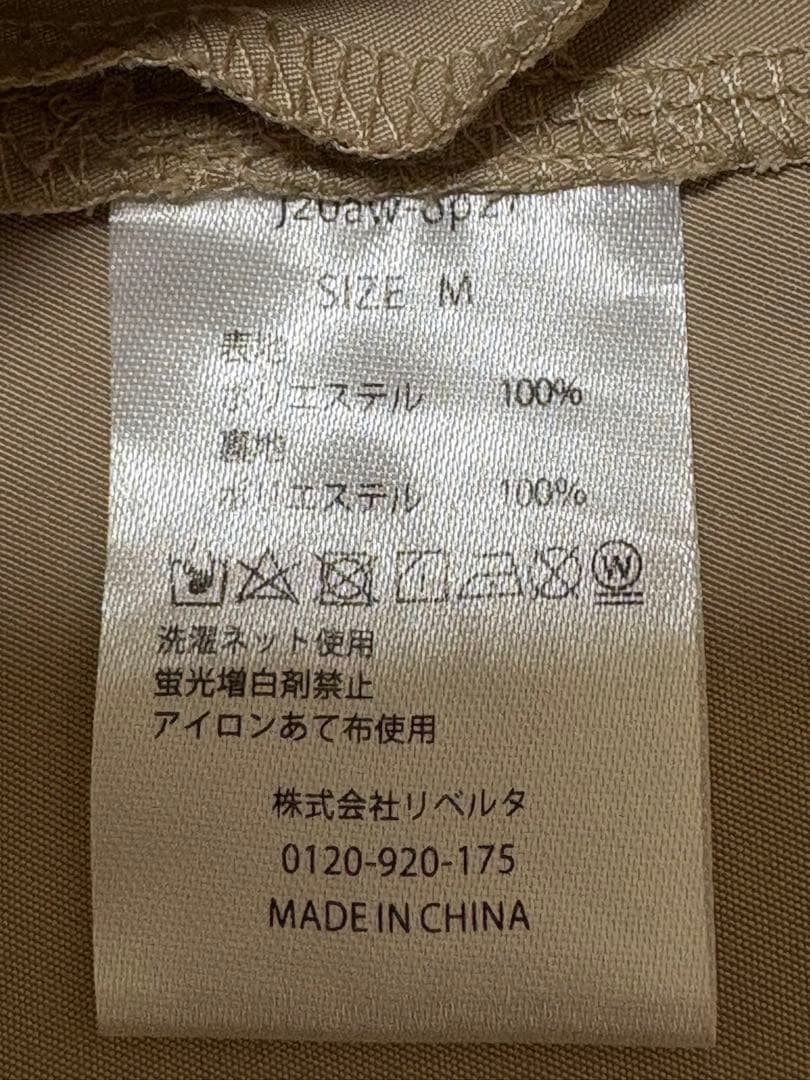 SIZE M
表地
ポリエステル 100%
裏地
ポリエステル 100%
W
洗濯ネット使用
蛍光増白剤禁止
アイロンあて布使用
株式会社リベルタ
0120-920-175
MADE IN CHINA